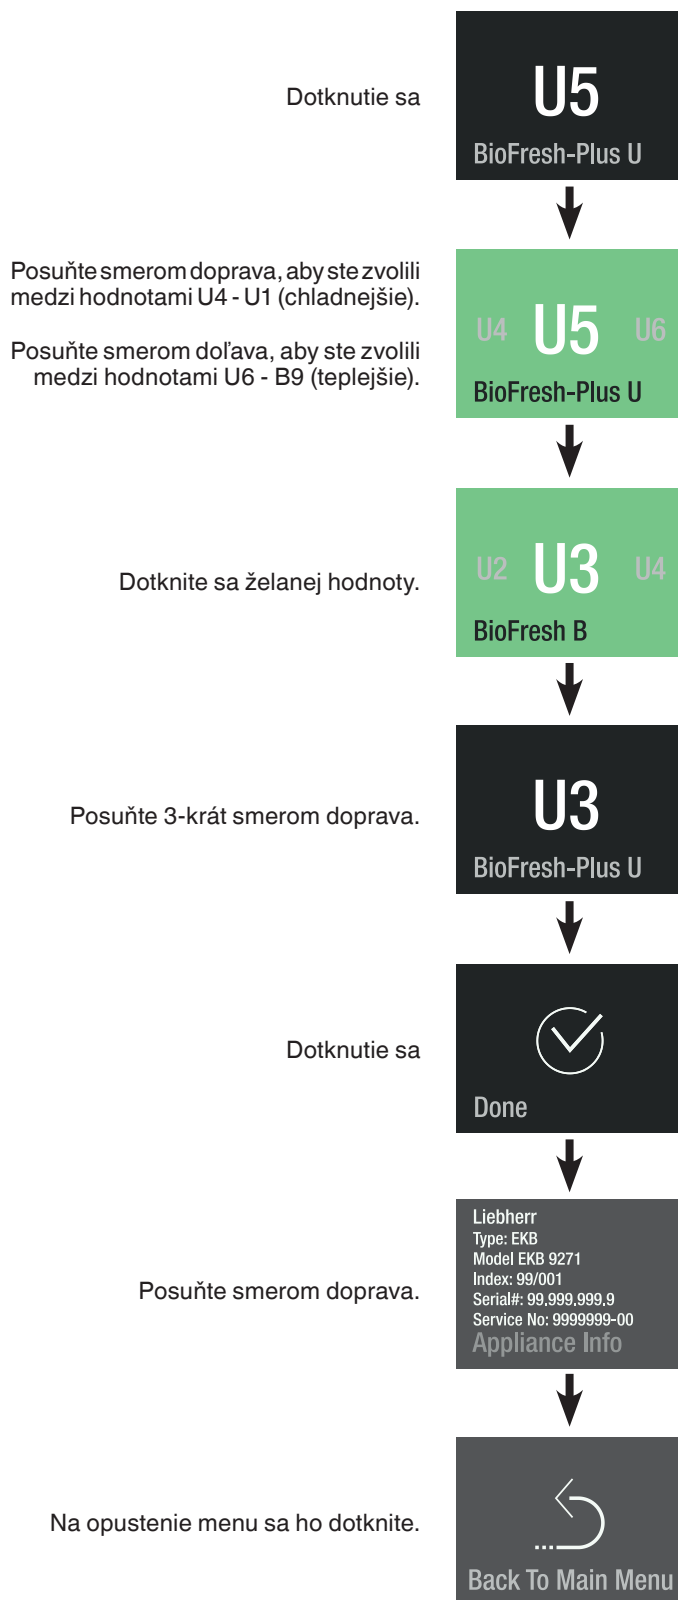 Dotknutie sa
U5
BioFresh-Plus U
Posuňte smerom doprava, aby ste zvolili
medzi hodnotami U4 - U1 (chladnejšie).
Posuňte smerom doľava, aby ste zvolili
medzi hodnotami U6 - B9 (teplejšie).
U4 U5 U6
BioFresh-Plus U
Dotknite sa želanej hodnoty.
U2 U3 U4
BioFresh B
Posuňte 3-krát smerom doprava.
U3
BioFresh-Plus U
Dotknutie sa
Done
Posuňte smerom doprava.
Liebherr
Type: EKB
Model EKB 9271
Index: 99/001
Serial#: 99,999,999,9
Service No: 9999999-00
Appliance Info
Na opustenie menu sa ho dotknite.
Back To Main Menu